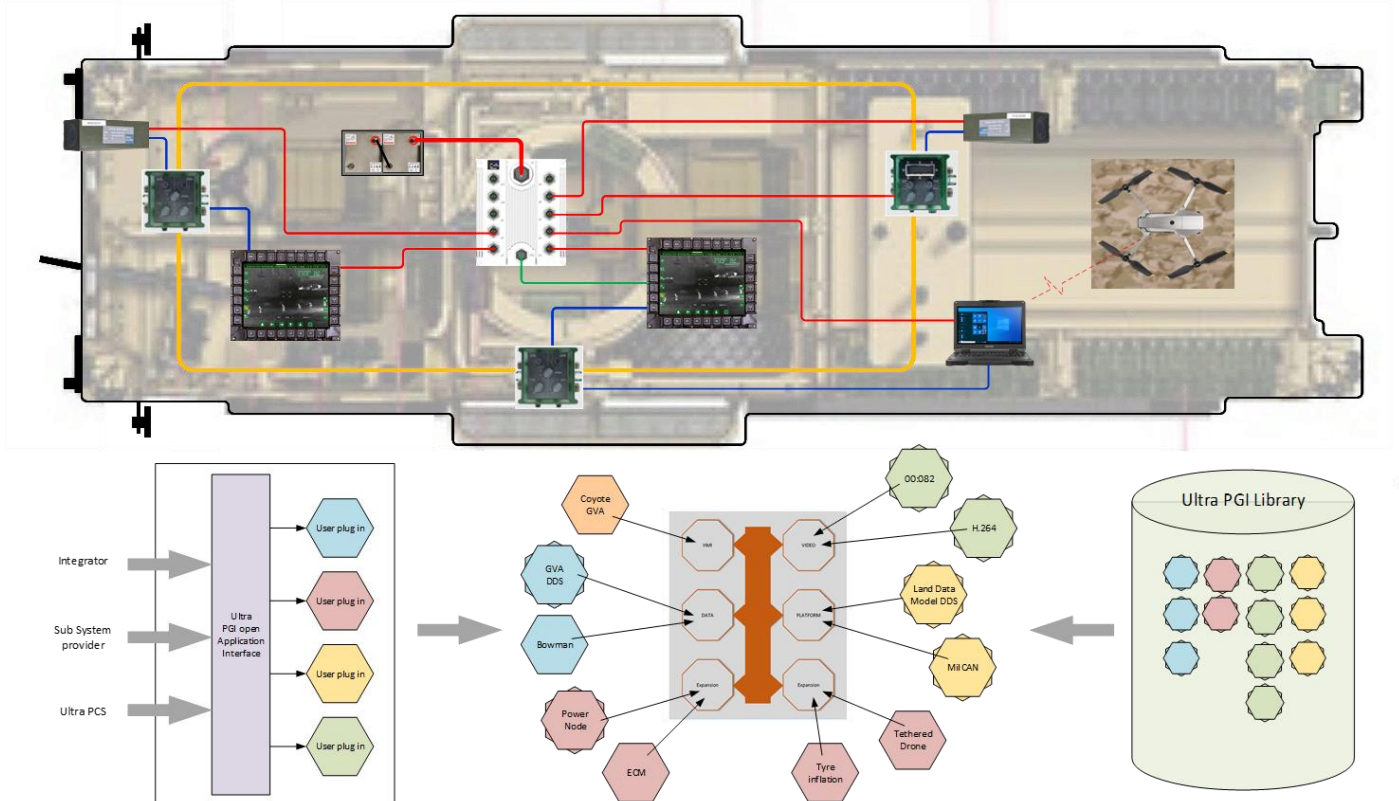 Ultra PGI Library
00:082
Coyote
GVA
H.264
User plug in
HMI
VIDEO
Integrator
GVA
DDS
Land Data
Model DDS
User plug in
DATA
PLATFORM
Ultra
PGI open
Application
Interface
Sub System
provider
Bowman
MilCAN
User plug in
Expansion
Expansion
Ultra PCS
Power
Node
Tethered
Drone
User plug in
ECM
Tyre
inflation